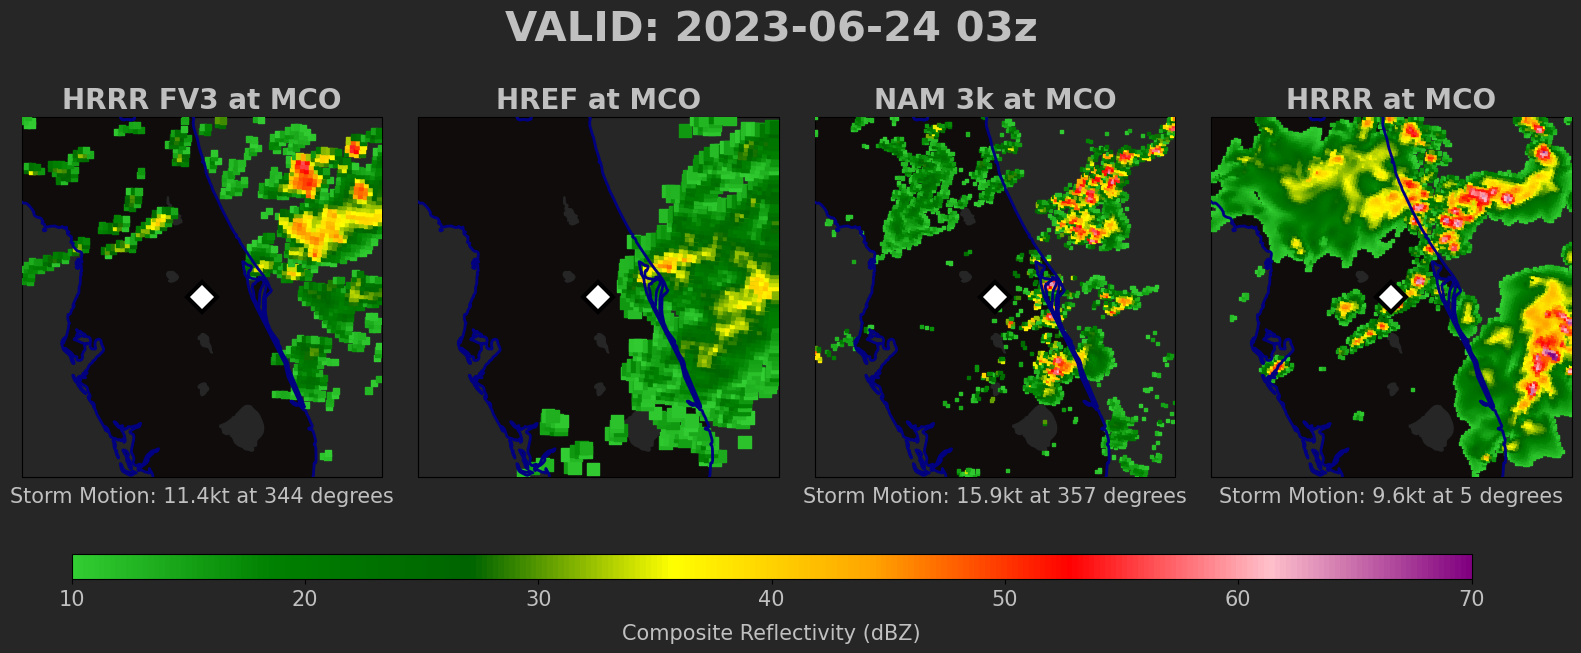 VALID: 2023-06-24 03z
HRRR FV3 at MCO
HREF at MCO
NAM 3k at MCO
HRRR at MCO
Storm Motion: 11.4kt at 344 degrees
Storm Motion: 15.9kt at 357 degrees
Storm Motion: 9.6kt at 5 degrees
10 20 30 40 50 60 70
Composite Reflectivity (dBZ)